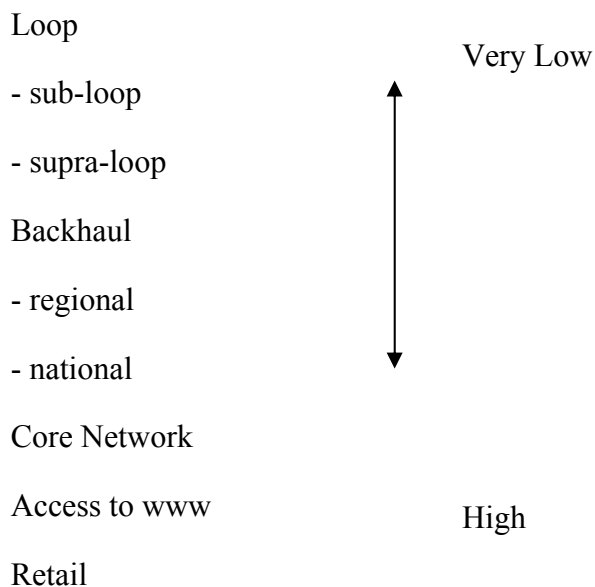 Loop
Very Low
- sub-loop
- supra-loop
Backhaul
- regional
- national
Core Network
Access to www
High
Retail